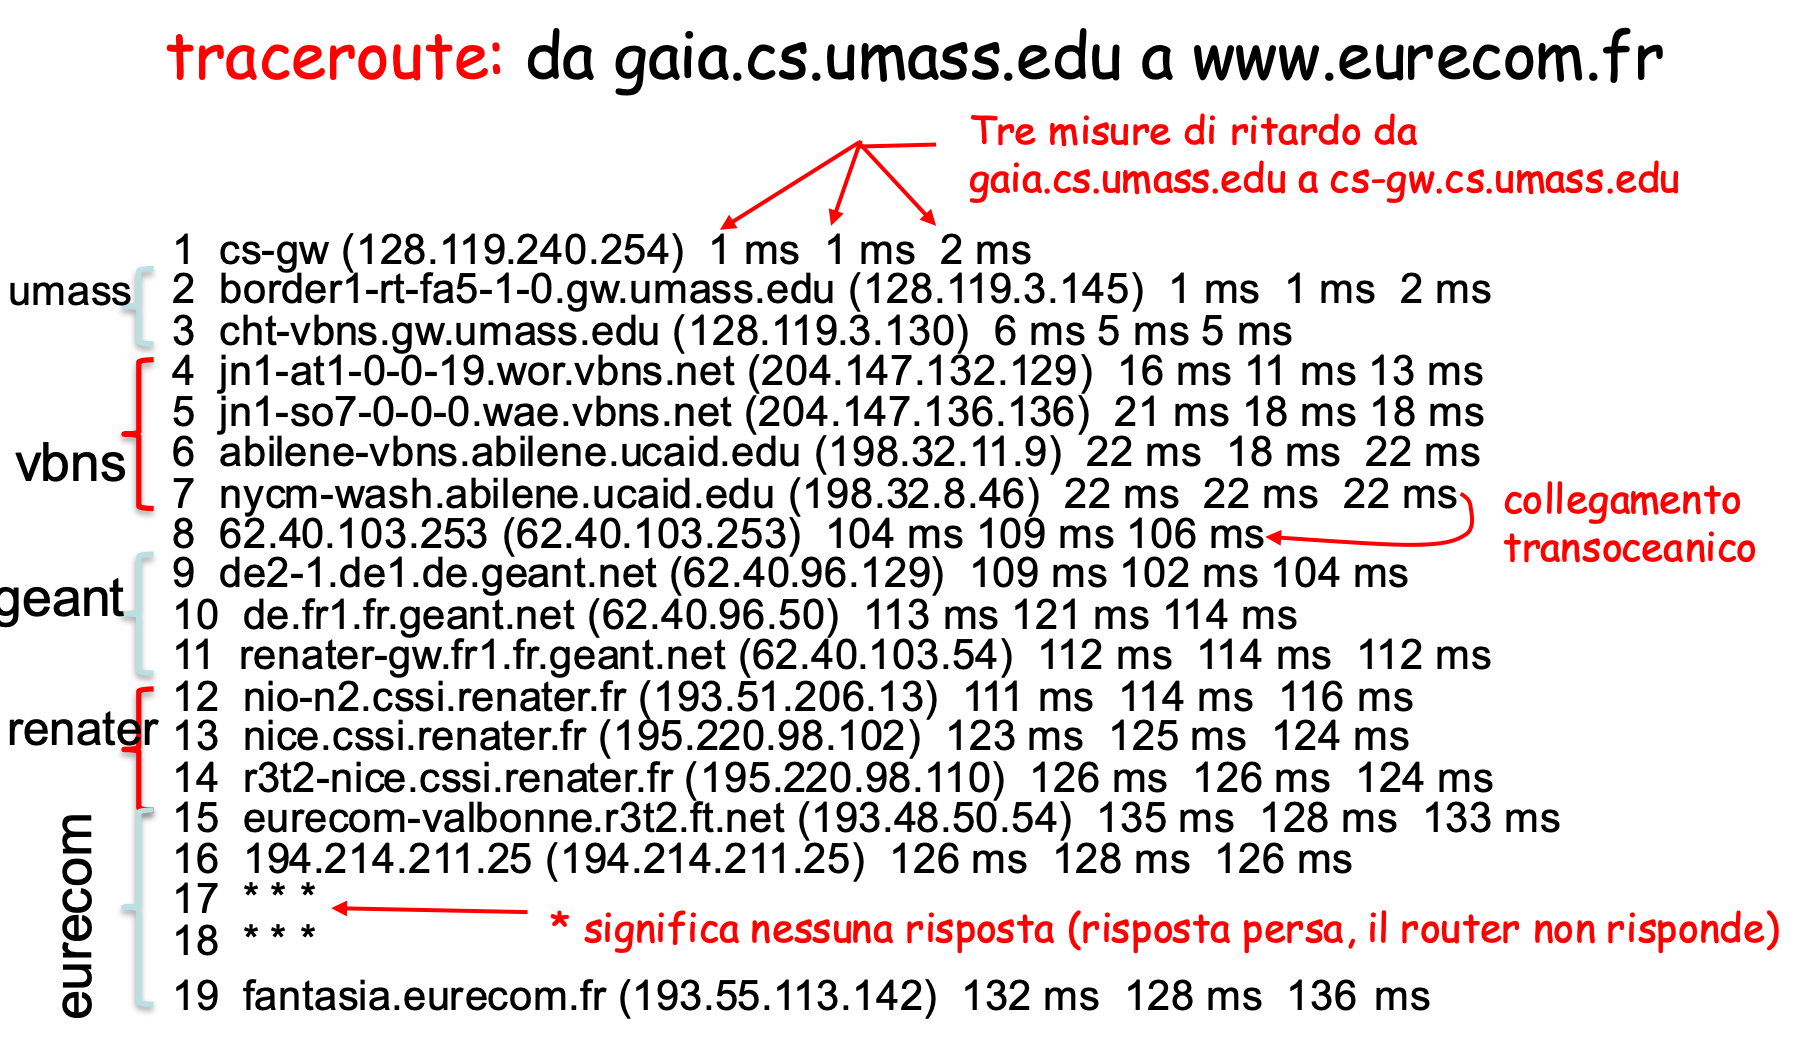 traceroute: da gaia.cs.umass.edu a www.eurecom.fr
Tre misure di ritardo da
gaia.cs.umass.edu a cs-gw.cs.umass.edu
1 cs-gw (128.119.240.254) 1 ms 1 ms 2 ms
umass
2 border1-rt-fa5-1-0.gw.umass.edu (128.119.3.145) 1 ms 1 ms 2 ms
3 cht-vbns.gw.umass.edu (128.119.3.130) 6 ms 5 ms 5 ms
4 jn1-at1-0-0-19.wor.vbns.net (204.147.132.129) 16 ms 11 ms 13 ms
5 jn1-so7-0-0-0.wae.vbns.net (204.147.136.136) 21 ms 18 ms 18 ms
vbns
6 abilene-vbns.abilene.ucaid.edu (198.32.11.9) 22 ms 18 ms 22 ms
7 nycm-wash.abilene.ucaid.edu (198.32.8.46) 22 ms 22 ms 22 ms
collegamento
transoceanico
8 62.40.103.253 (62.40.103.253) 104 ms 109 ms 106 ms
9 de2-1.de1.de.geant.net (62.40.96.129) 109 ms 102 ms 104 ms
geant
10 de.fr1.fr.geant.net (62.40.96.50) 113 ms 121 ms 114 ms
11 renater-gw.fr1.fr.geant.net (62.40.103.54) 112 ms 114 ms 112 ms
12 nio-n2.cssi.renater.fr (193.51.206.13) 111 ms 114 ms 116 ms
renater
13 nice.cssi.renater.fr (195.220.98.102) 123 ms 125 ms 124 ms
14 r3t2-nice.cssi.renater.fr (195.220.98.110) 126 ms 126 ms 124 ms
15 eurecom-valbonne.r3t2.ft.net (193.48.50.54) 135 ms 128 ms 133 ms
16 194.214.211.25 (194.214.211.25) 126 ms 128 ms 126 ms
eurecom
17 * * *
18 * * *
* significa nessuna risposta (risposta persa, il router non risponde)
19 fantasia.eurecom.fr (193.55.113.142) 132 ms 128 ms 136 ms